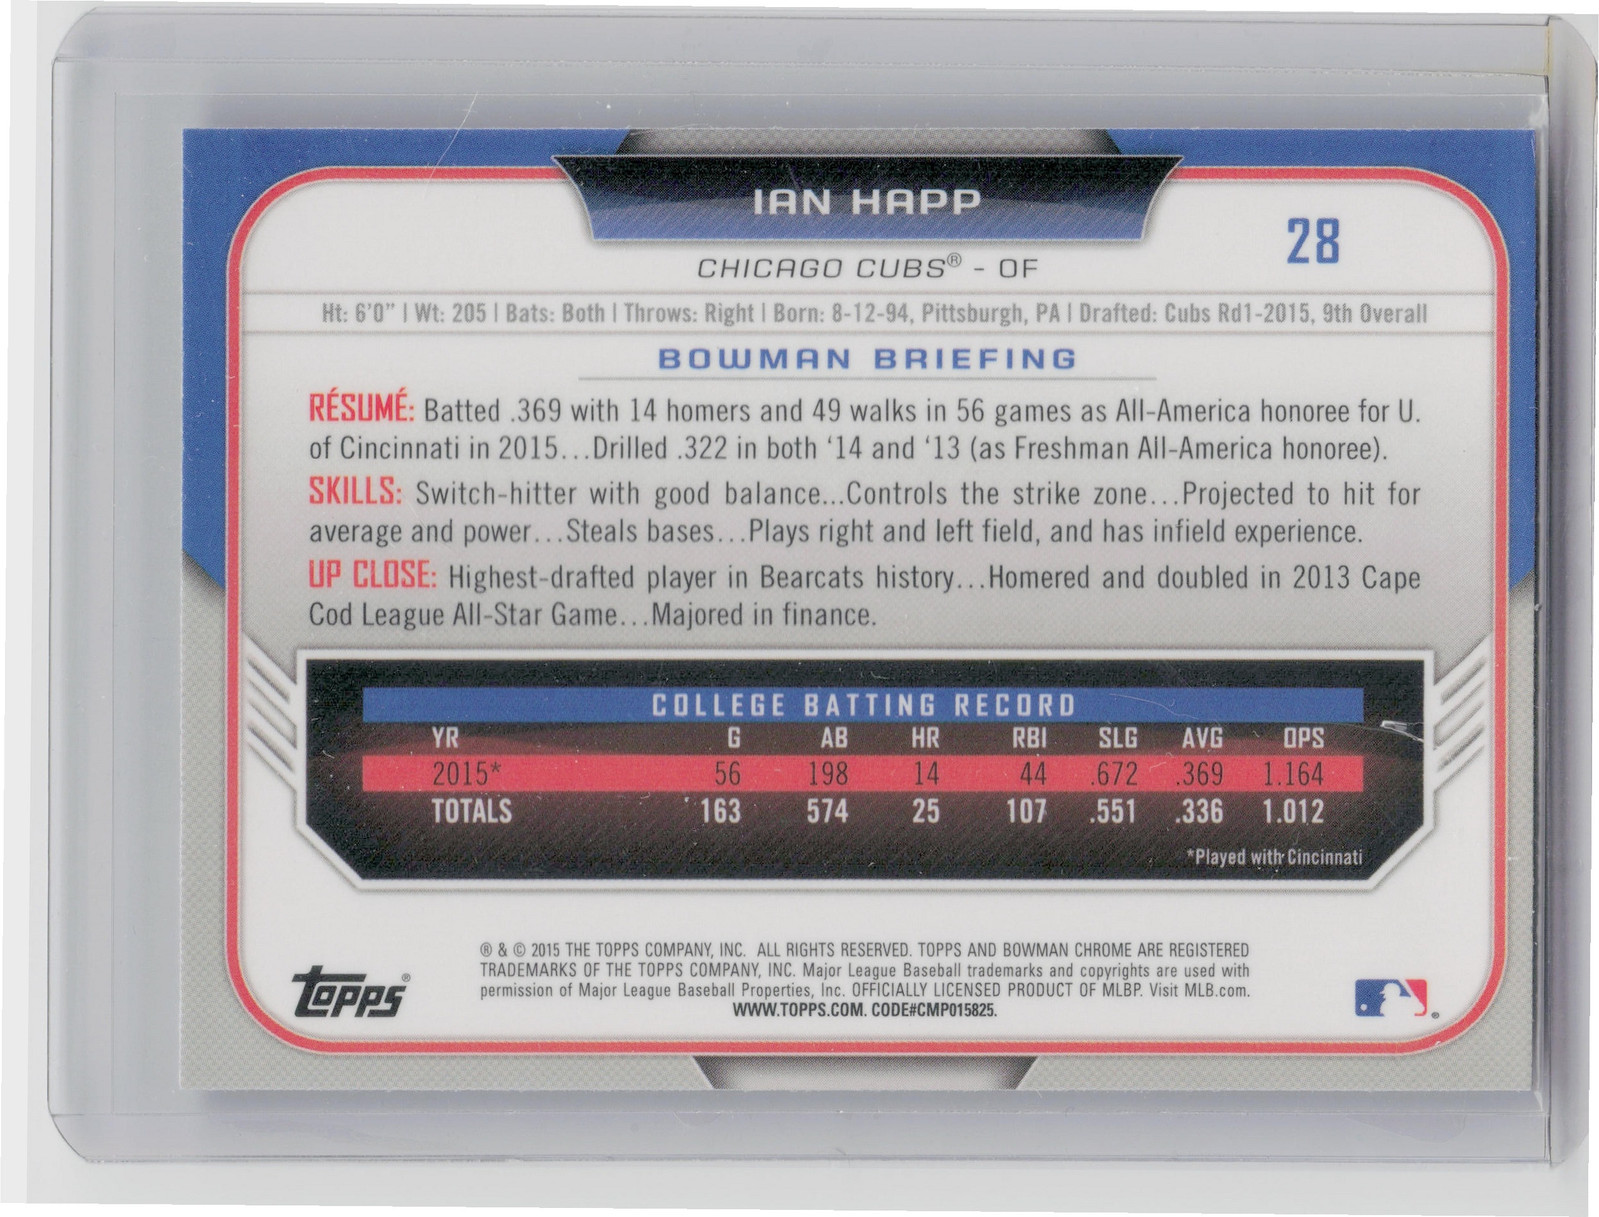 IAN HAPP
28
CHICAGO CUBS® - OF
Ht: 6'0" | Wt: 205 | Bats: Both | Throws: Right | Born: 8-12-94, Pittsburgh, PA | Drafted: Cubs Rd1-2015, 9th Overall
BOWMAN BRIEFING
RÉSUMÉ: Batted .369 with 14 homers and 49 walks in 56 games as All-America honoree for U.
of Cincinnati in 2015...Drilled .322 in both '14 and '13 (as Freshman All-America honoree).
SKILLS: Switch-hitter with good balance...Controls the strike zone...Projected to hit for
average and power...Steals bases...Plays right and left field, and has infield experience.
UP CLOSE: Highest-drafted player in Bearcats history...Homered and doubled in 2013 Cape
Cod League All-Star Game...Majored in finance.
COLLEGE BATTING RECORD
YR G AB HR RBI SLG AVG OPS
2015* 56 198 14 44 .672 .369 1.164
TOTALS 163 574 25 107 .551 .336 1.012
*Played with Cincinnati
® & © 2015 THE TOPPS COMPANY, INC. ALL RIGHTS RESERVED. TOPPS AND BOWMAN CHROME ARE REGISTERED
TRADEMARKS OF THE TOPPS COMPANY, INC. Major League Baseball trademarks and copyrights are used with
permission of Major League Baseball Properties, Inc. OFFICIALLY LICENSED PRODUCT OF MLBP. Visit MLB.com.
WWW.TOPPS.COM. CODE#CMP015825.
Topps®